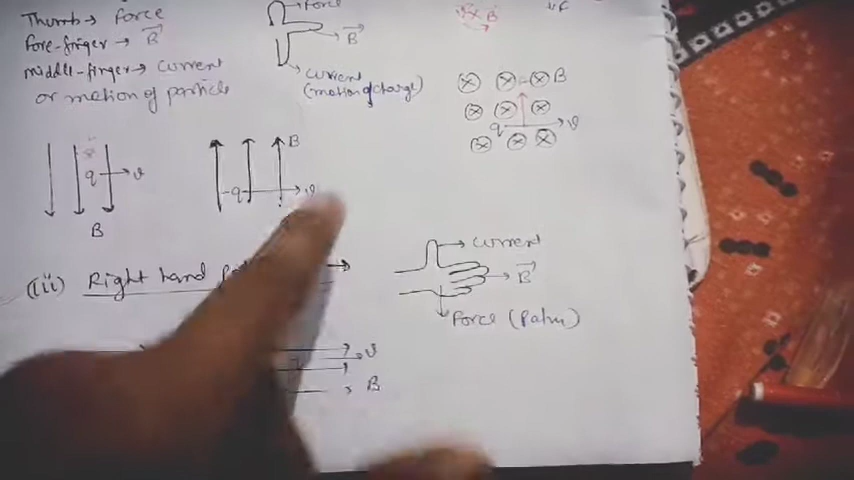 Thumb → Force
Fore-finger → B
Middle-finger → Current
or motion of particle
Force
B
Current
(motion of charge)
F
B
q v
q v
B
B
q v
(iii) Right hand
Current
B
Force (Palm)
v
B